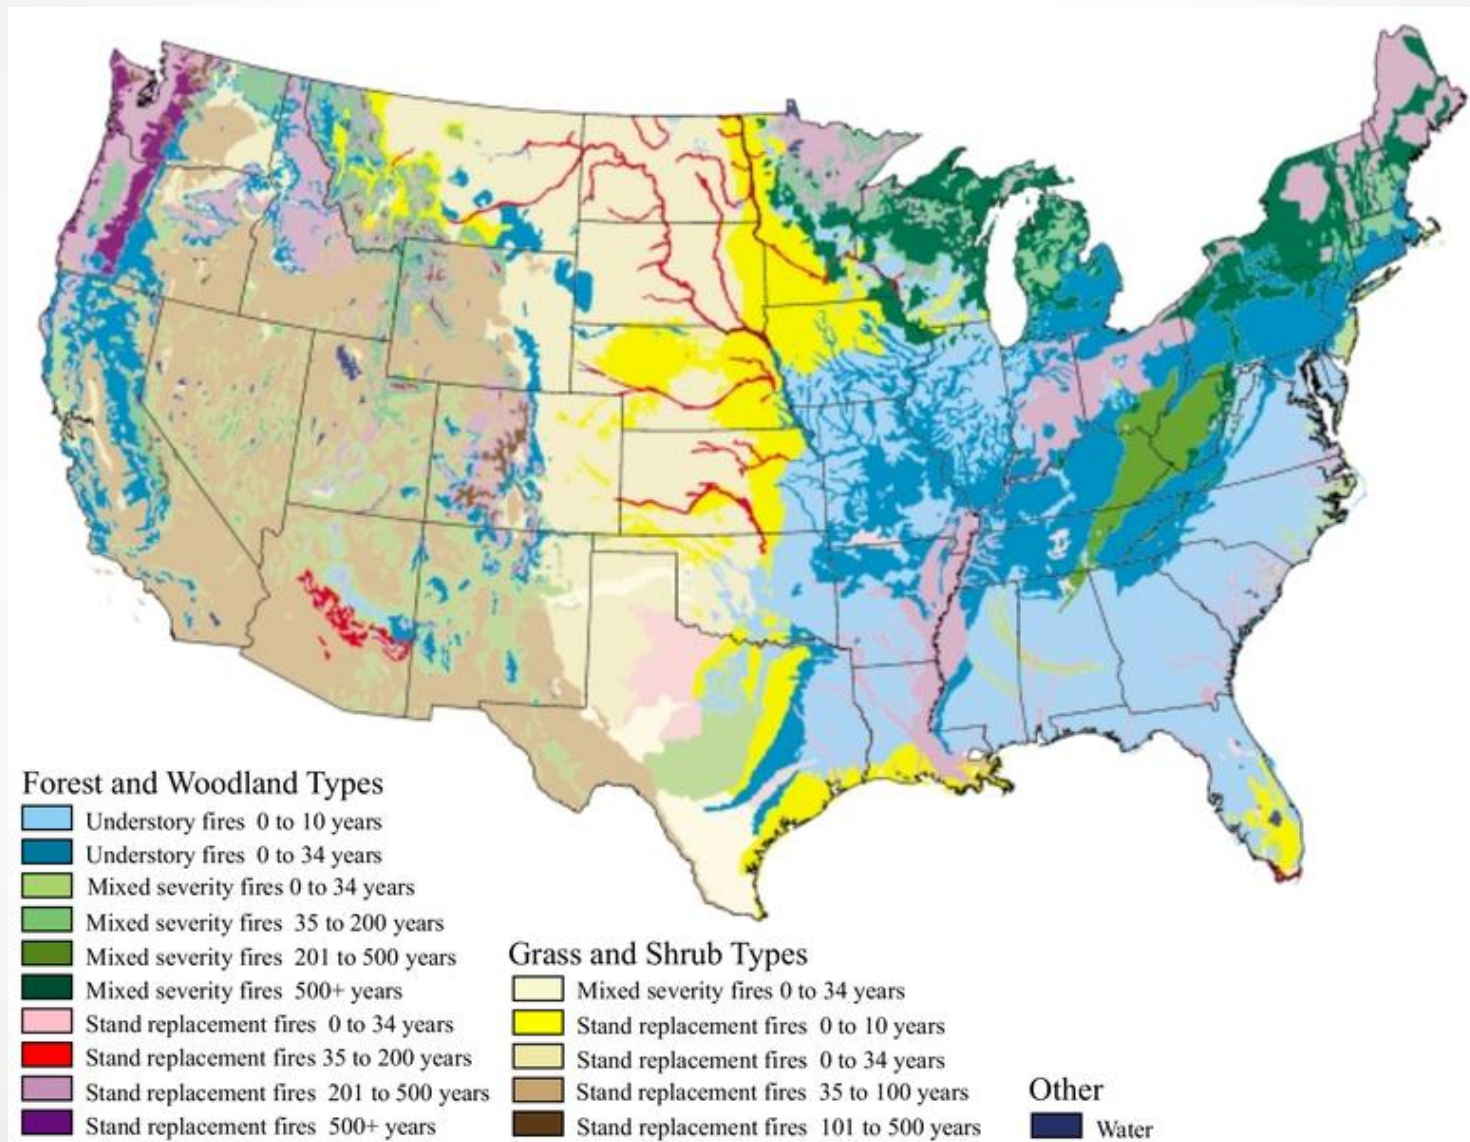 Forest and Woodland Types
Understory fires 0 to 10 years
Understory fires 0 to 34 years
Mixed severity fires 0 to 34 years
Mixed severity fires 35 to 200 years
Mixed severity fires 201 to 500 years
Mixed severity fires 500+ years
Stand replacement fires 0 to 34 years
Stand replacement fires 35 to 200 years
Stand replacement fires 201 to 500 years
Stand replacement fires 500+ years
Grass and Shrub Types
Mixed severity fires 0 to 34 years
Stand replacement fires 0 to 10 years
Stand replacement fires 0 to 34 years
Stand replacement fires 35 to 100 years
Stand replacement fires 101 to 500 years
Other
Water